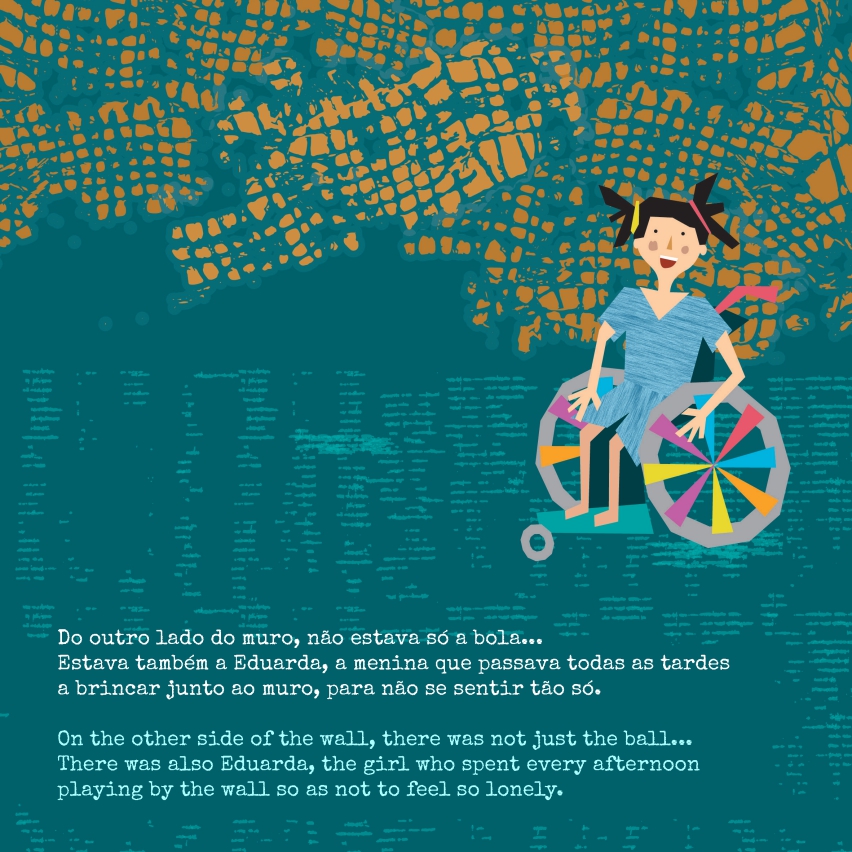 Do outro lado do muro, não estava só a bola...
Estava também a Eduarda, a menina que passava todas as tardes
a brincar junto ao muro, para não se sentir tão só.
On the other side of the wall, there was not just the ball...
There was also Eduarda, the girl who spent every afternoon
playing by the wall so as not to feel so lonely.